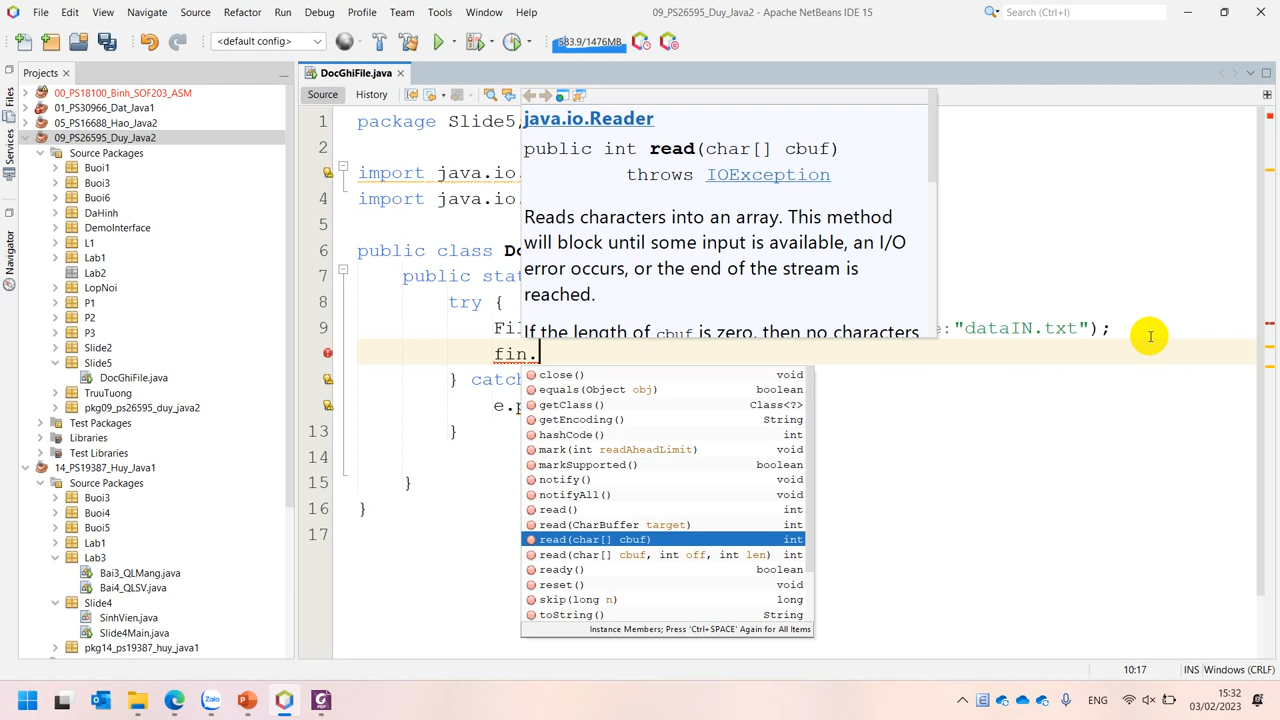 File Edit View Navigate Source Refactor Run Debug Profile Team Tools Window Help
09_PS26595_Duy_Java2 - Apache NetBeans IDE 15
Search (Ctrl+I)
<default config>
583.9/1476MB
Projects
DocGhiFile.java
Files
Services
Navigator
00_PS18100_Binh_SOF203_ASM
01_PS30966_Dat_Java1
05_PS16688_Hao_Java2
09_PS26595_Duy_Java2
Source Packages
Buoi1
Buoi3
Buoi6
DaHinh
DemoInterface
L1
Lab1
Lab2
LopNoi
P1
P2
P3
Slide2
Slide5
DocGhiFile.java
TruuTuong
pkg09_ps26595_duy_java2
Test Packages
Libraries
Test Libraries
14_PS19387_Huy_Java1
Source Packages
Buoi3
Buoi4
Buoi5
Lab1
Lab3
Bai3_QLMang.java
Bai4_QLSV.java
Slide4
SinhVien.java
Slide4Main.java
pkg14_ps19387_huy_java1
Source History
1 package Slide5;
2
import java.io.
4 import java.io.
5
6 public class Do
7 public stat
8 try {
9 Fil e:"dataIN.txt");
fin.
} catch
e.p
13 }
14
15 }
16 }
17
java.io.Reader
public int read(char[] cbuf)
throws IOException
Reads characters into an array. This method
will block until some input is available, an I/O
error occurs, or the end of the stream is
reached.
If the length of cbuf is zero, then no characters
close() void
equals(Object obj) boolean
getClass() Class<?>
getEncoding() String
hashCode() int
mark(int readAheadLimit) void
markSupported() boolean
notify() void
notifyAll() void
read() int
read(CharBuffer target) int
read(char[] cbuf) int
read(char[] cbuf, int off, int len) int
ready() boolean
reset() void
skip(long n) long
toString() String
Instance Members; Press 'Ctrl+SPACE' Again for All Items
10:17 INS Windows (CRLF)
Zalo
ENG
15:32
03/02/2023